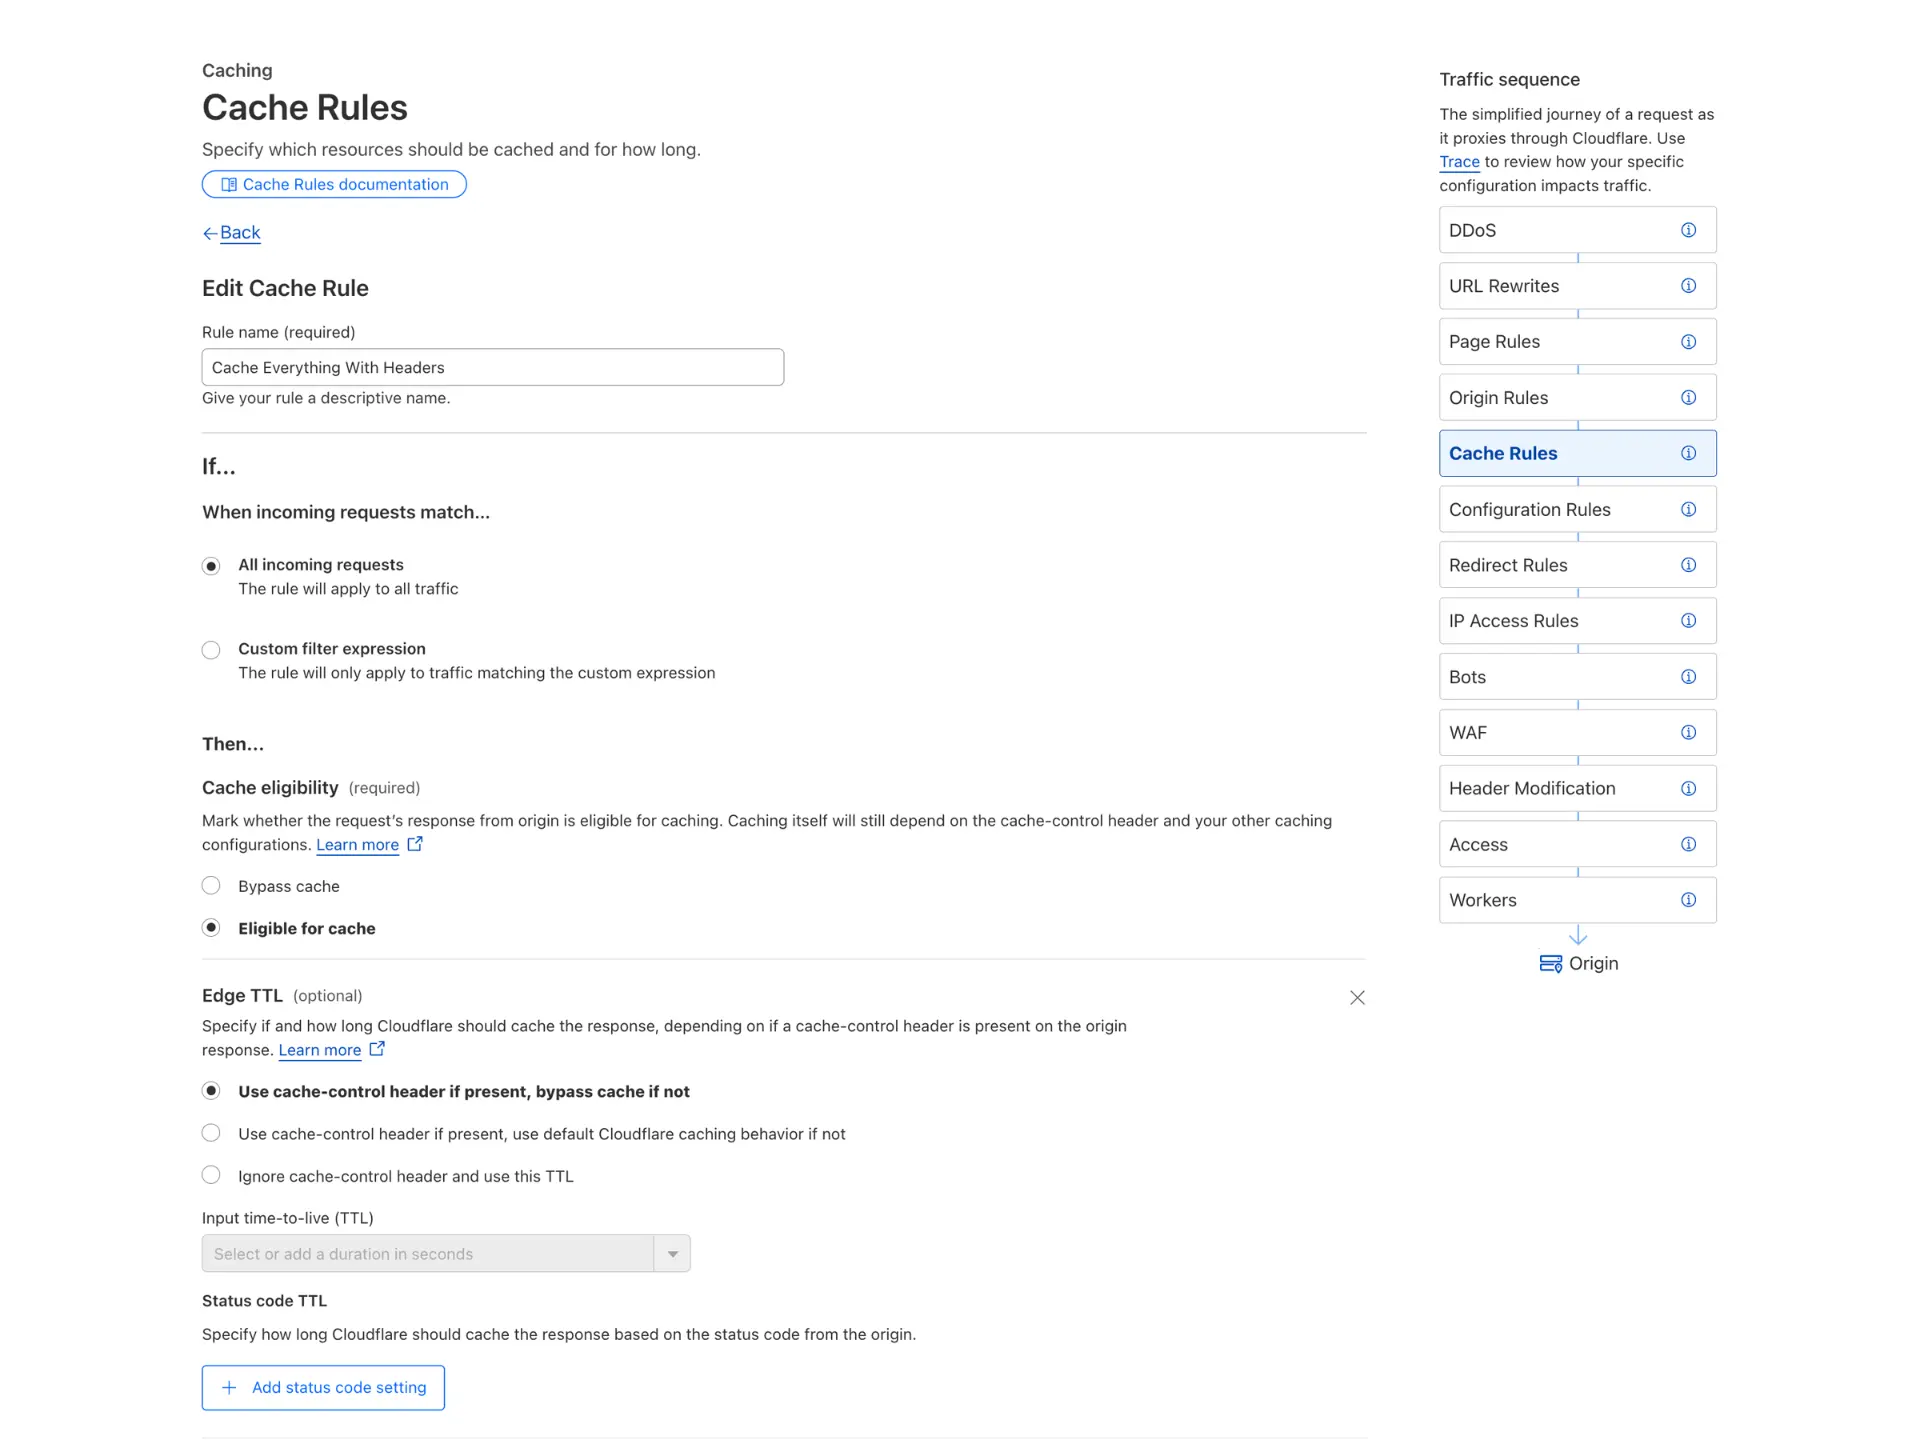 Caching
Cache Rules
Specify which resources should be cached and for how long.
Cache Rules documentation
Back
Edit Cache Rule
Rule name (required)
Cache Everything With Headers
Give your rule a descriptive name.
If...
When incoming requests match...
All incoming requests
The rule will apply to all traffic
Custom filter expression
The rule will only apply to traffic matching the custom expression
Then...
Cache eligibility (required)
Mark whether the request's response from origin is eligible for caching. Caching itself will still depend on the cache-control header and your other caching
configurations. Learn more
Bypass cache
Eligible for cache
Edge TTL (optional)
Specify if and how long Cloudflare should cache the response, depending on if a cache-control header is present on the origin
response. Learn more
Use cache-control header if present, bypass cache if not
Use cache-control header if present, use default Cloudflare caching behavior if not
Ignore cache-control header and use this TTL
Input time-to-live (TTL)
Select or add a duration in seconds
Status code TTL
Specify how long Cloudflare should cache the response based on the status code from the origin.
+ Add status code setting
Traffic sequence
The simplified journey of a request as
it proxies through Cloudflare. Use
Trace to review how your specific
configuration impacts traffic.
DDoS
URL Rewrites
Page Rules
Origin Rules
Cache Rules
Configuration Rules
Redirect Rules
IP Access Rules
Bots
WAF
Header Modification
Access
Workers
Origin